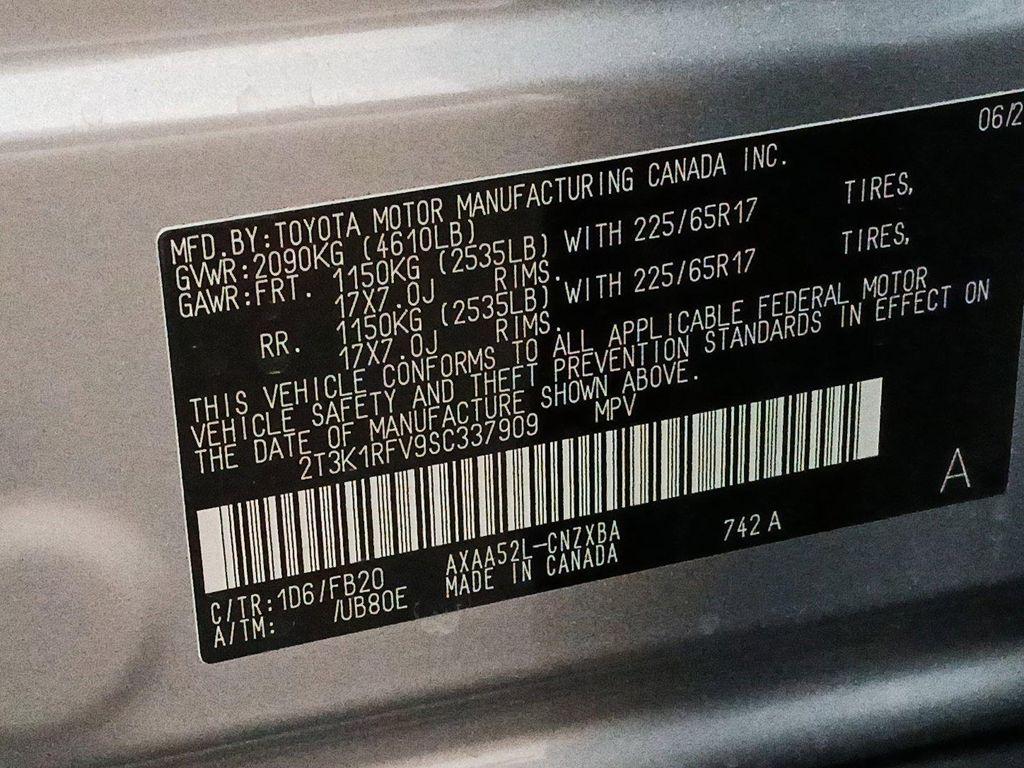 06/2
MFD. BY: TOYOTA MOTOR MANUFACTURING CANADA INC.
GVWR: 2090KG (4610LB)
GAWR: FRT. 1150KG (2535LB) WITH 225/65R17 TIRES,
17X7.0J RIMS.
RR. 1150KG (2535LB) WITH 225/65R17 TIRES,
17X7.0J RIMS.
THIS VEHICLE CONFORMS TO ALL APPLICABLE FEDERAL MOTOR
VEHICLE SAFETY AND THEFT PREVENTION STANDARDS IN EFFECT ON
THE DATE OF MANUFACTURE SHOWN ABOVE.
2T3K1RFV9SC337909 MPV
A
C/TR: 1D6/FB20 AXAA52L-CNZXBA 742 A
A/TM: /UB80E MADE IN CANADA